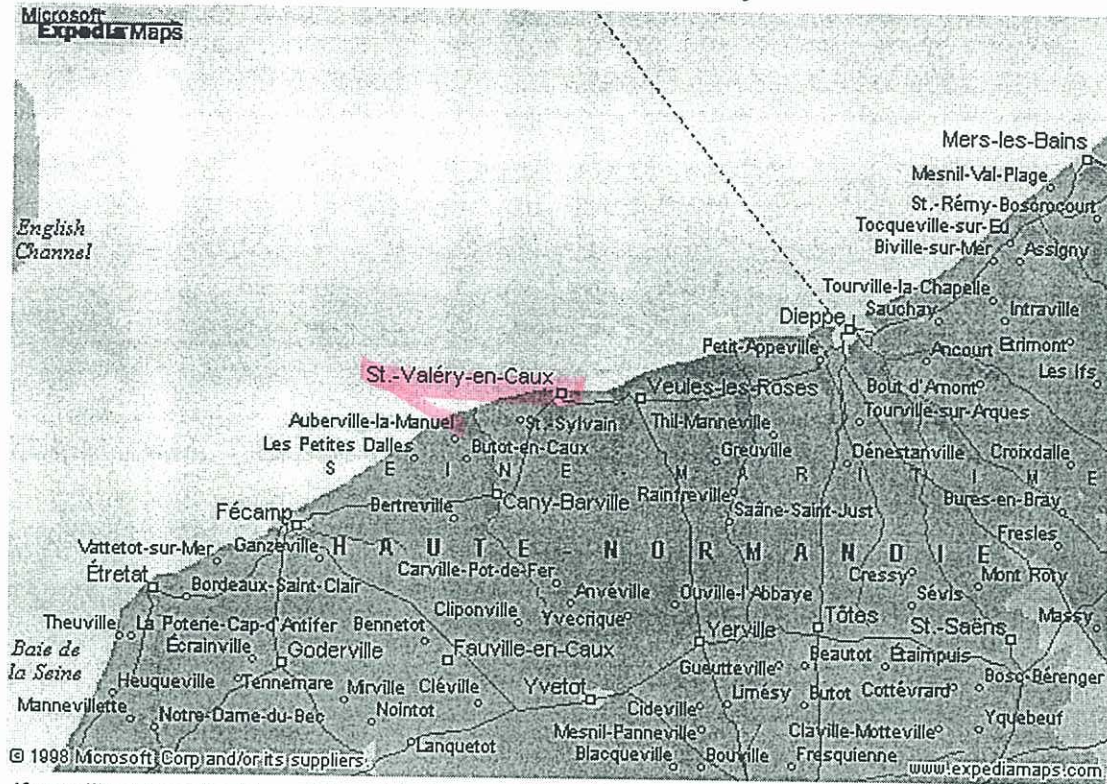 Microsoft
Expedia Maps
Mers-les-Bains
Mesnil-Val-Plage
St.-Rémy-Boscrocourt
English
Channel
Tocqueville-sur-Eu
Biville-sur-Mer
Assigny
Tourville-la-Chapelle
Sauchay
Intraville
Dieppe
Petit-Appeville
Ancourt
Etrimont
Les Ifs
St.-Valéry-en-Caux
Veules-les-Roses
Bout d'Amont
Auberville-la-Manuel
St.-Sylvain
Thil-Manneville
Tourville-sur-Arques
Les Petites Dalles
Butot-en-Caux
Greuville
Dénestanville
Croixdalle
SEINE-MARITIME
Bertreville
Cany-Barville
Rainfreville
Saâne-Saint-Just
Bures-en-Bray
Fécamp
Fresles
Vattetot-sur-Mer
Ganzeville
HAUTE-NORMANDIE
Étretat
Bordeaux-Saint-Clair
Carville-Pot-de-Fer
Cressy
Mont Rôty
Anvéville
Ouville-l'Abbaye
Sévis
Cliponville
Yvecrique
Tôtes
Massy
Theuville
La Poterie-Cap-d'Antifer
Bennetot
Yerville
St.-Saëns
Baie de
la Seine
Écrainville
Goderville
Fauville-en-Caux
Gueutteville
Beautot
Étaimpuis
Heuqueville
Tennemare
Mirville
Cléville
Yvetot
Limésy
Butot
Cottévrard
Bosc-Bérenger
Mannevillette
Notre-Dame-du-Bec
Nointot
Cideville
Mesnil-Panneville
Claville-Motteville
Yquebeuf
Lanquetot
Blacqueville
Bouville
Fresquienne
© 1998 Microsoft Corp and/or its suppliers.
www.expediamaps.com